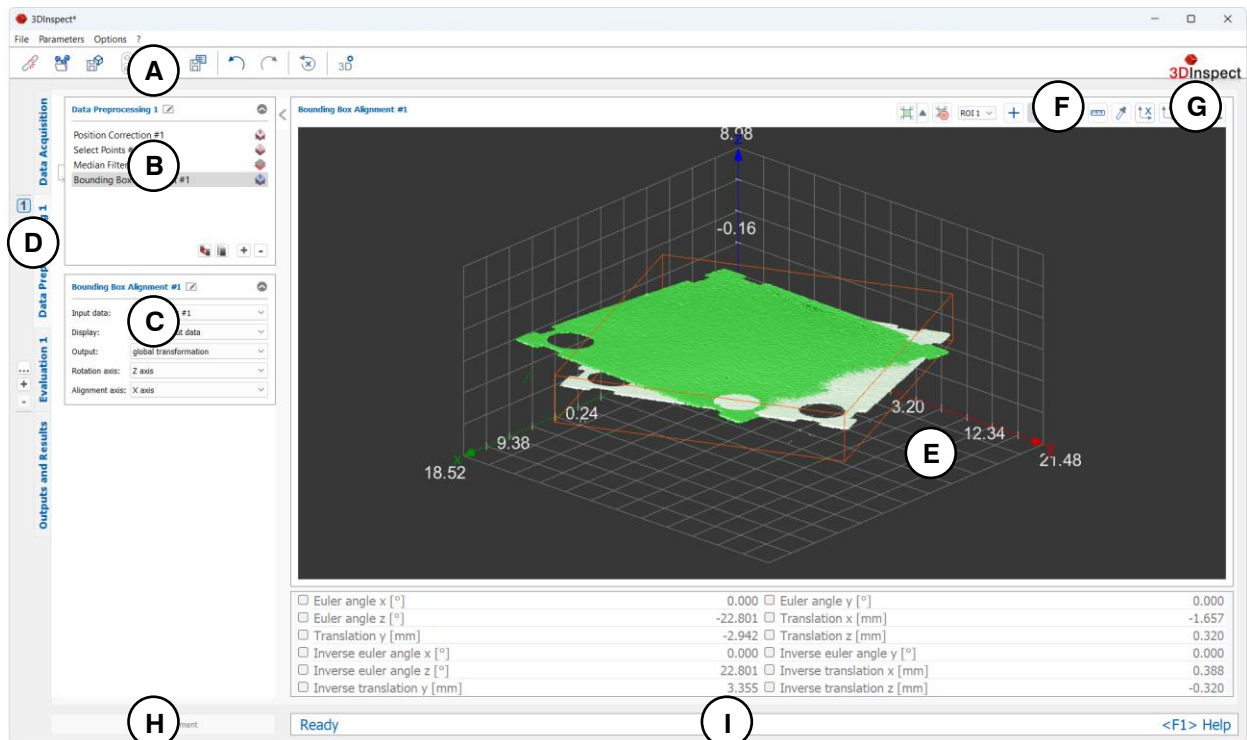 3DInspect*
File Parameters Options ?
A
3D
3DInspect
Data Acquisition
Data Preprocessing 1
Bounding Box Alignment #1
ROI 1
F
G
Position Correction #1
Select Points
Median Filter
B
Bounding Box #1
1
D
Evaluation 1
Outputs and Results
Bounding Box Alignment #1
Input data: #1
C
Display: data
Output: global transformation
Rotation axis: Z axis
Alignment axis: X axis
8.98
Z
-0.16
0.24
9.38
x
18.52
3.20
12.34
21.48
E
Euler angle x [°] 0.000 Euler angle y [°] 0.000
Euler angle z [°] -22.801 Translation x [mm] -1.657
Translation y [mm] -2.942 Translation z [mm] 0.320
Inverse euler angle x [°] 0.000 Inverse euler angle y [°] 0.000
Inverse euler angle z [°] 22.801 Inverse translation x [mm] 0.388
Inverse translation y [mm] 3.355 Inverse translation z [mm] -0.320
H
Ready I <F1> Help